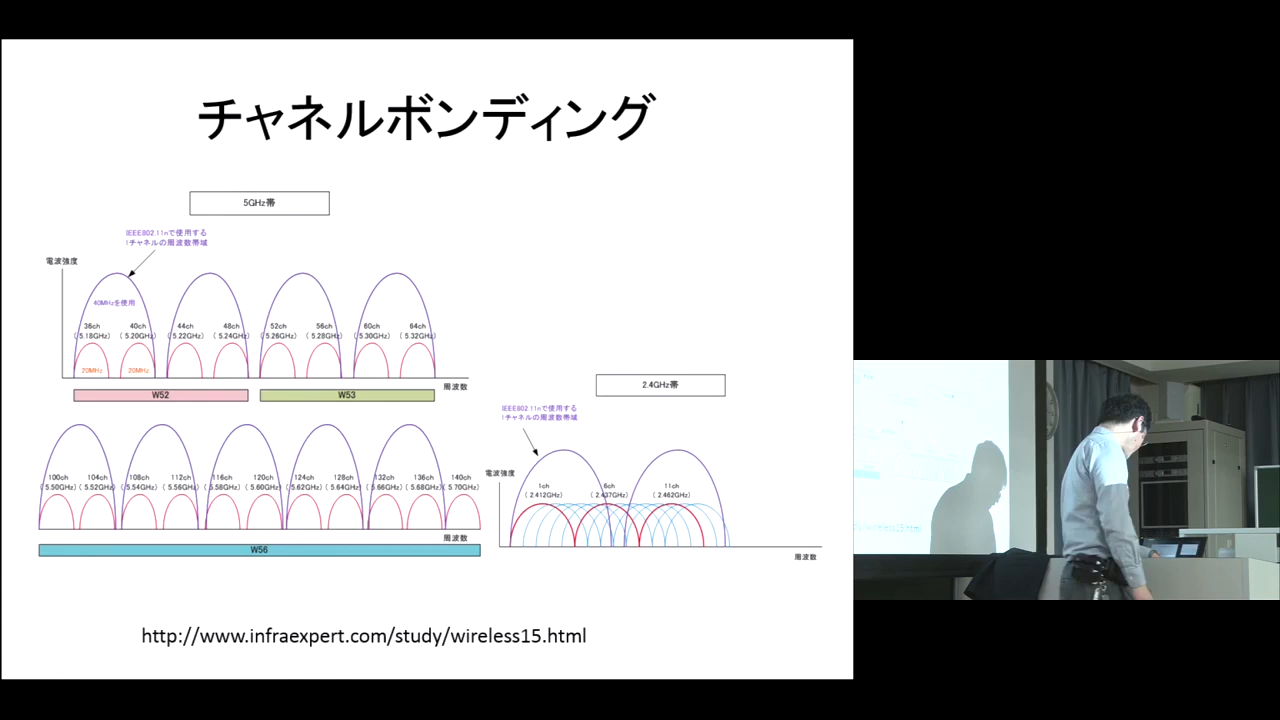 チャネルボンディング
5GHz帯
IEEE802.11nで使用する
1チャネルの周波数帯域
電波強度
40MHzを使用
36ch 40ch 44ch 48ch 52ch 56ch 60ch 64ch
( 5.18GHz) ( 5.20GHz) ( 5.22GHz) ( 5.24GHz) ( 5.26GHz) ( 5.28GHz) ( 5.30GHz) ( 5.32GHz)
20MHz 20MHz
周波数
W52 W53
100ch 104ch 108ch 112ch 116ch 120ch 124ch 128ch 132ch 136ch 140ch
( 5.50GHz) ( 5.52GHz) ( 5.54GHz) ( 5.56GHz) ( 5.58GHz) ( 5.60GHz) ( 5.62GHz) ( 5.64GHz) ( 5.66GHz) ( 5.68GHz) ( 5.70GHz)
周波数
W56
2.4GHz帯
IEEE802.11nで使用する
1チャネルの周波数帯域
電波強度
1ch 6ch 11ch
( 2.412GHz) ( 2.437GHz) ( 2.462GHz)
周波数
http://www.infraexpert.com/study/wireless15.html